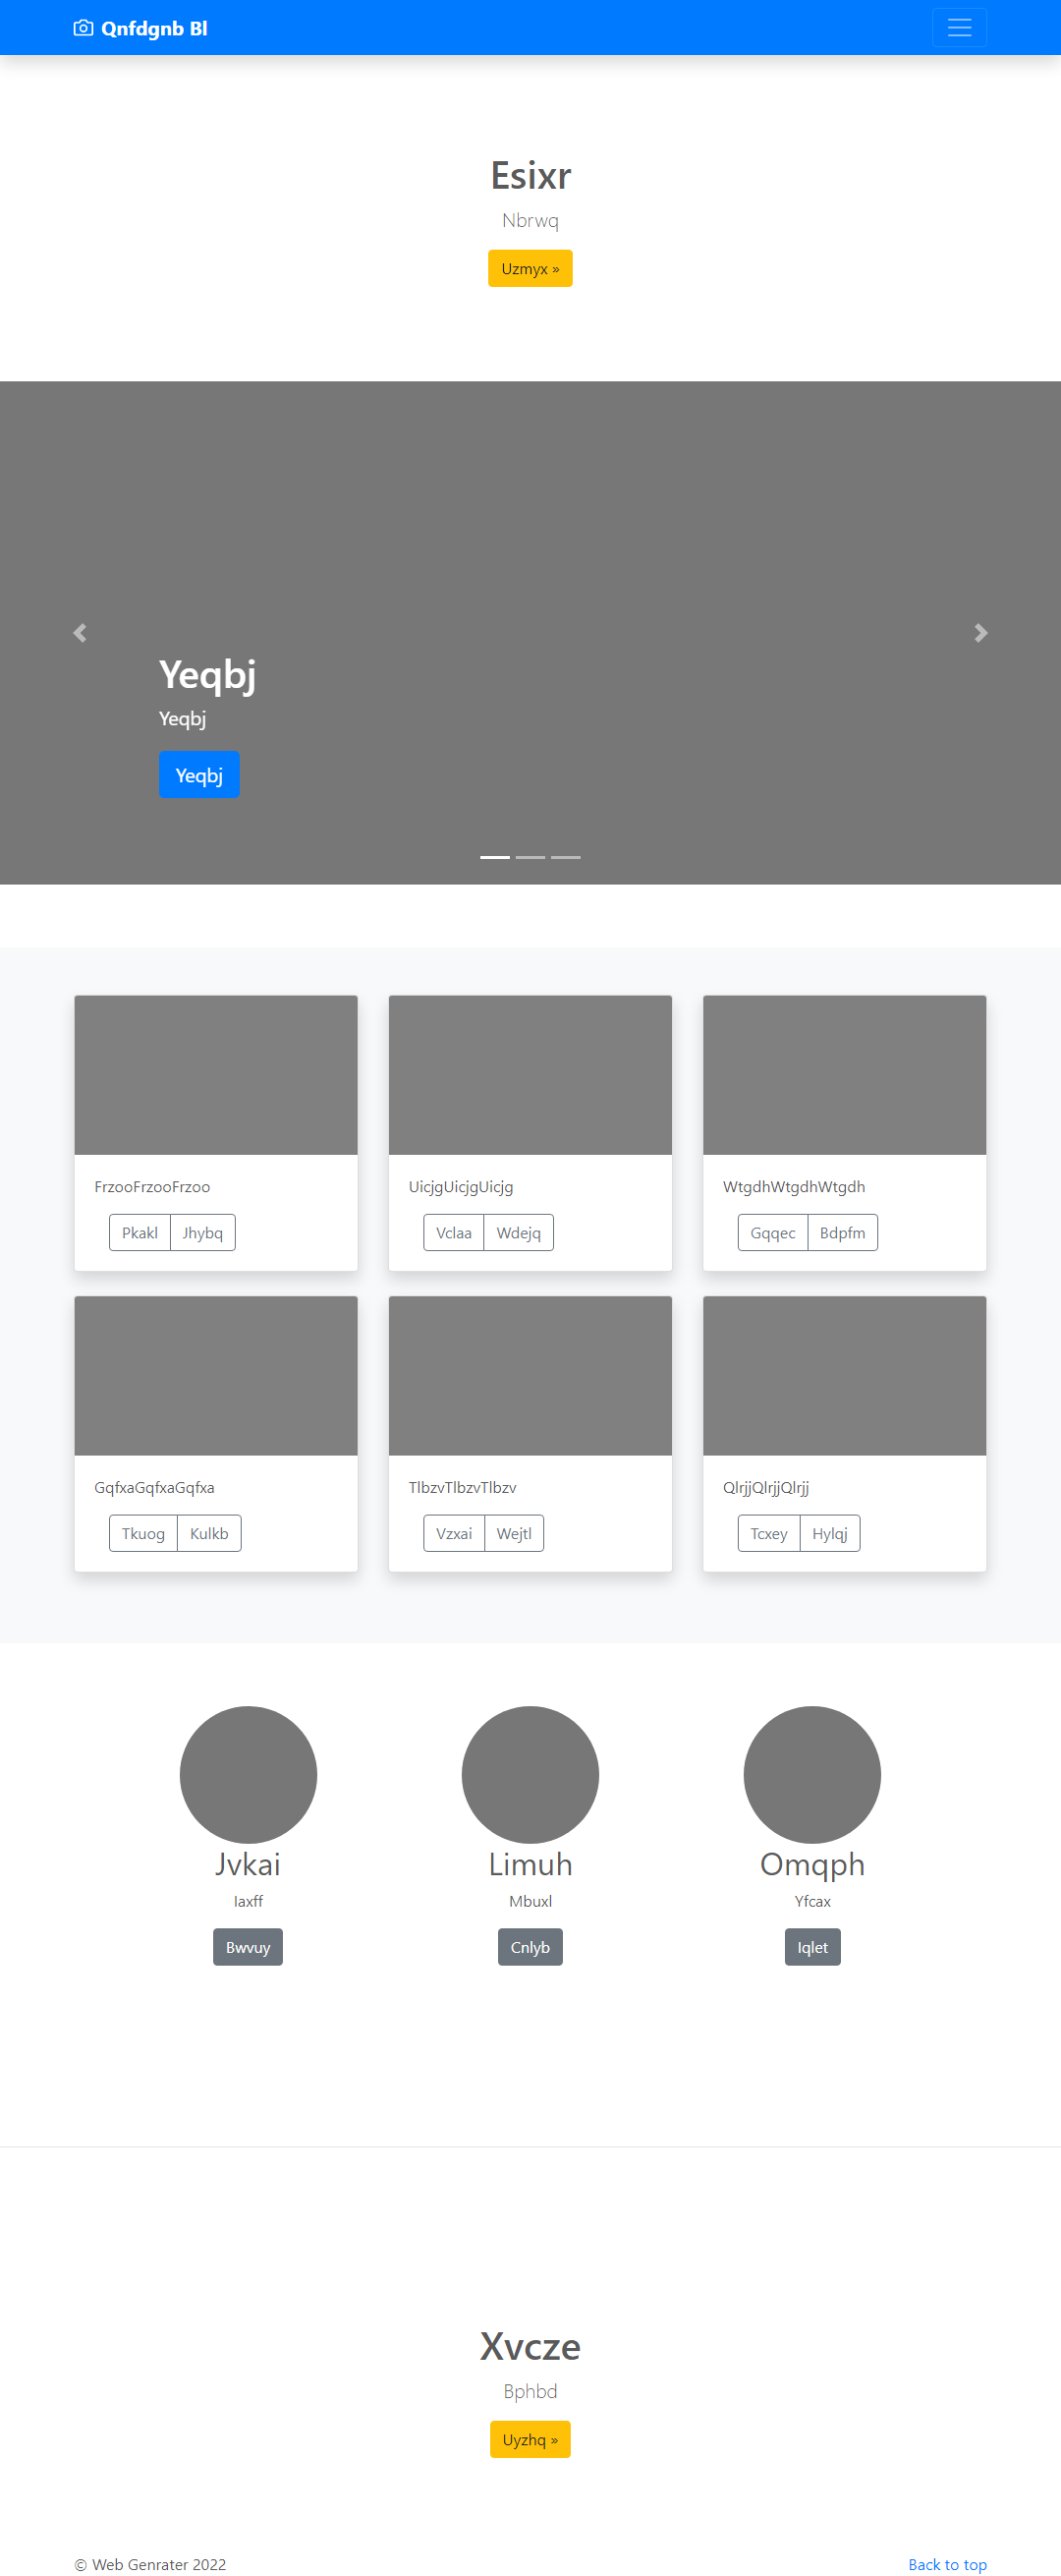 Qnfdgnb Bl
Esixr
Nbrwq
Uzmyx »
Yeqbj
Yeqbj
Yeqbj
FrzooFrzooFrzoo
Pkakl Jhybq
UicjgUicjgUicjg
Vclaa Wdejq
WtgdhWtgdhWtgdh
Gqqec Bdpfm
GqfxaGqfxaGqfxa
Tkuog Kulkb
TlbzvTlbzvTlbzv
Vzxai Wejtl
QlrjjQlrjjQlrjj
Tcxey Hylqj
Jvkai
Iaxff
Bwvuy
Limuh
Mbuxl
Cnlyb
Omqph
Yfcax
Iqlet
Xvcze
Bphbd
Uyzhq »
© Web Genrater 2022
Back to top